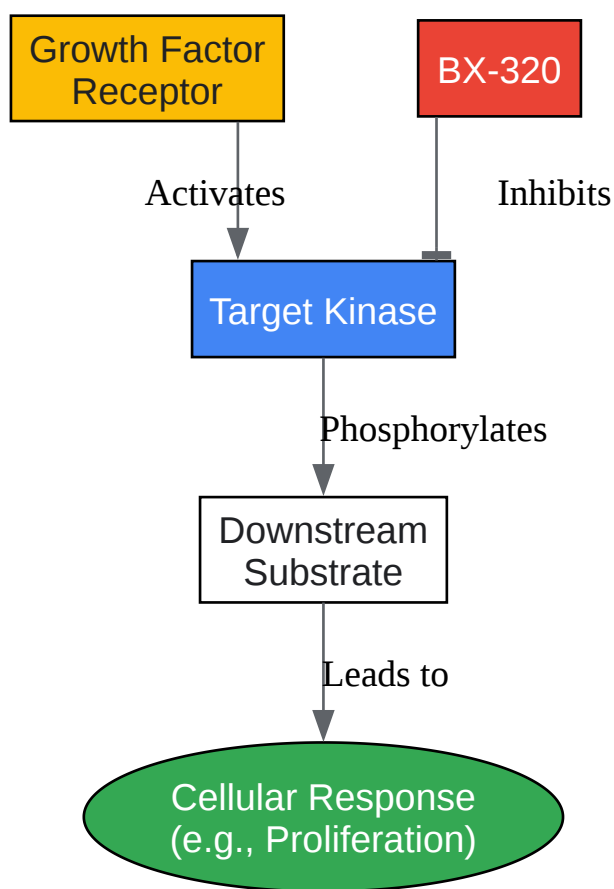 Growth Factor
Receptor
BX-320
Activates
Inhibits
Target Kinase
Phosphorylates
Downstream
Substrate
Leads to
Cellular Response
(e.g., Proliferation)